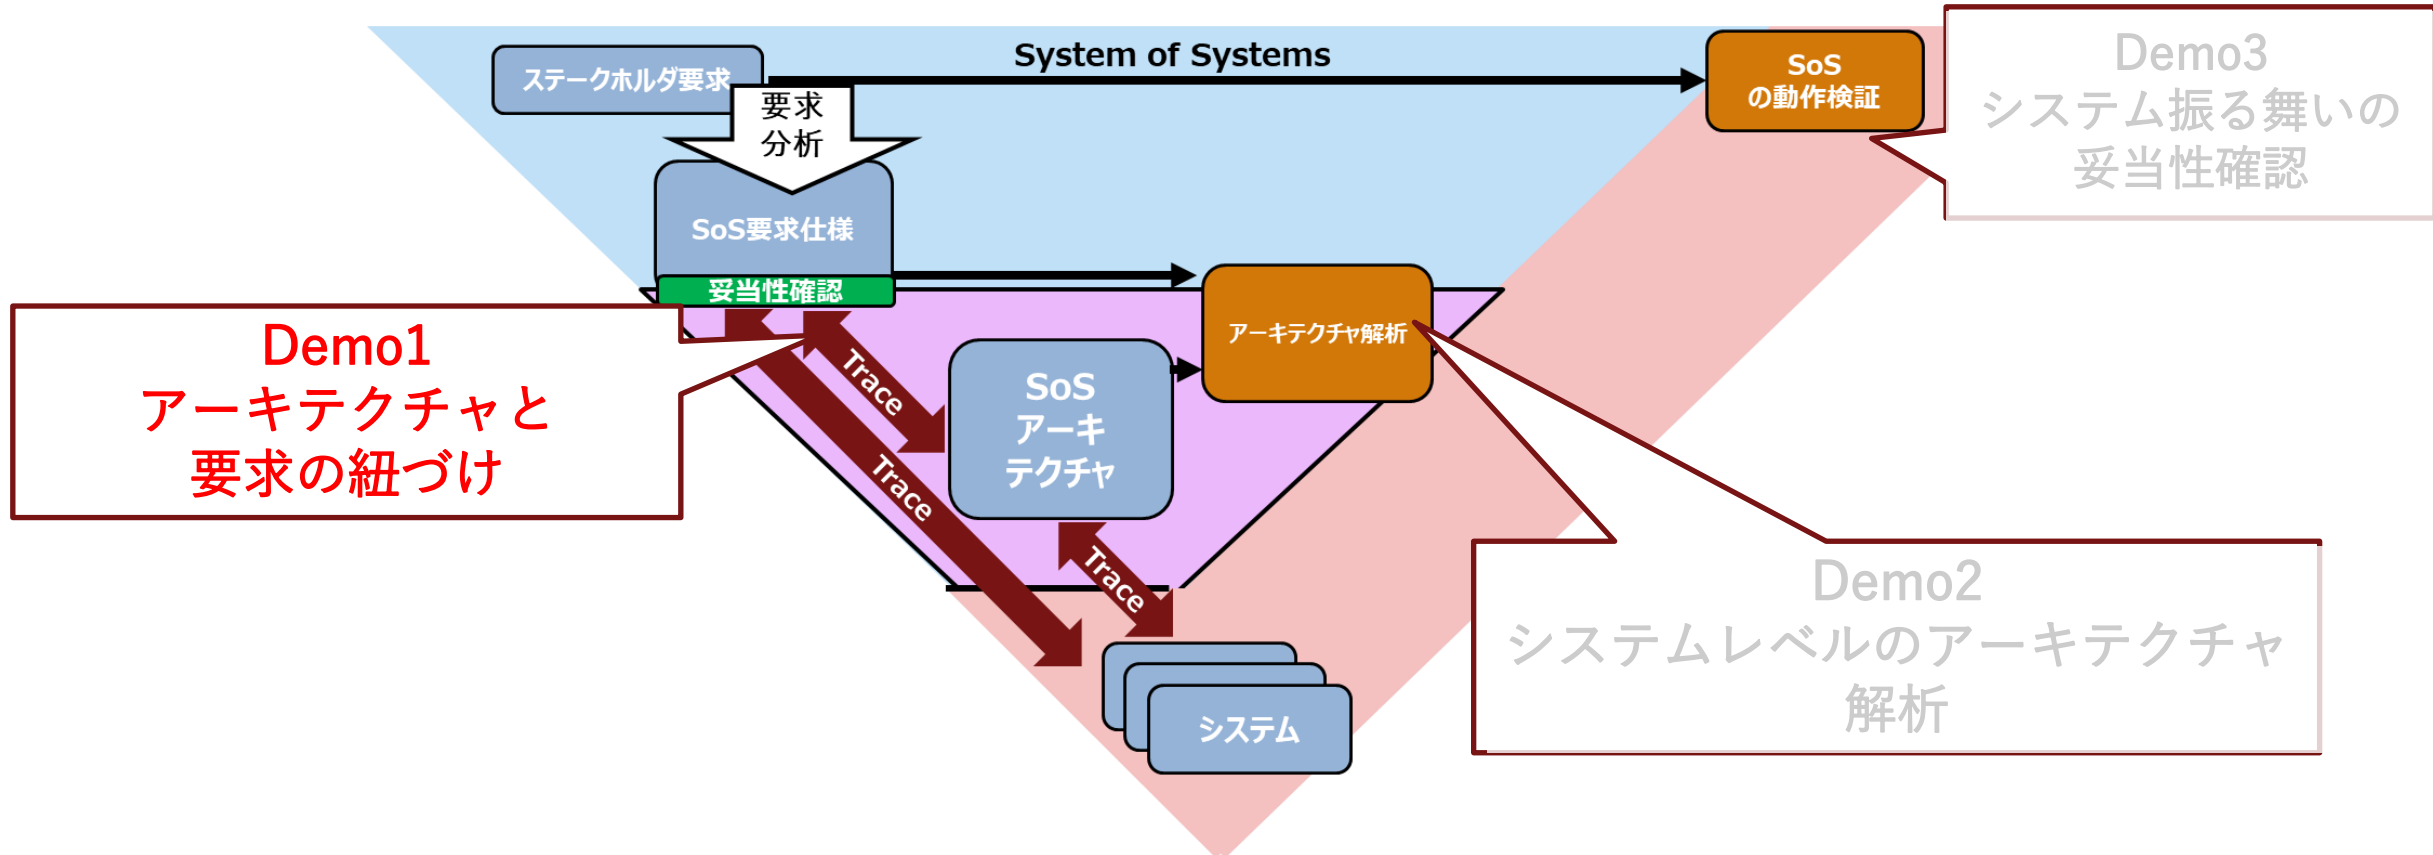 System of Systems
ステークホルダ要求
要求
分析
SoS
の動作検証
Demo3
システム振る舞いの
妥当性確認
SoS要求仕様
妥当性確認
アーキテクチャ解析
Demo1
アーキテクチャと
要求の紐づけ
Trace
SoS
アーキ
テクチャ
Trace
Trace
Demo2
システムレベルのアーキテクチャ
解析
システム